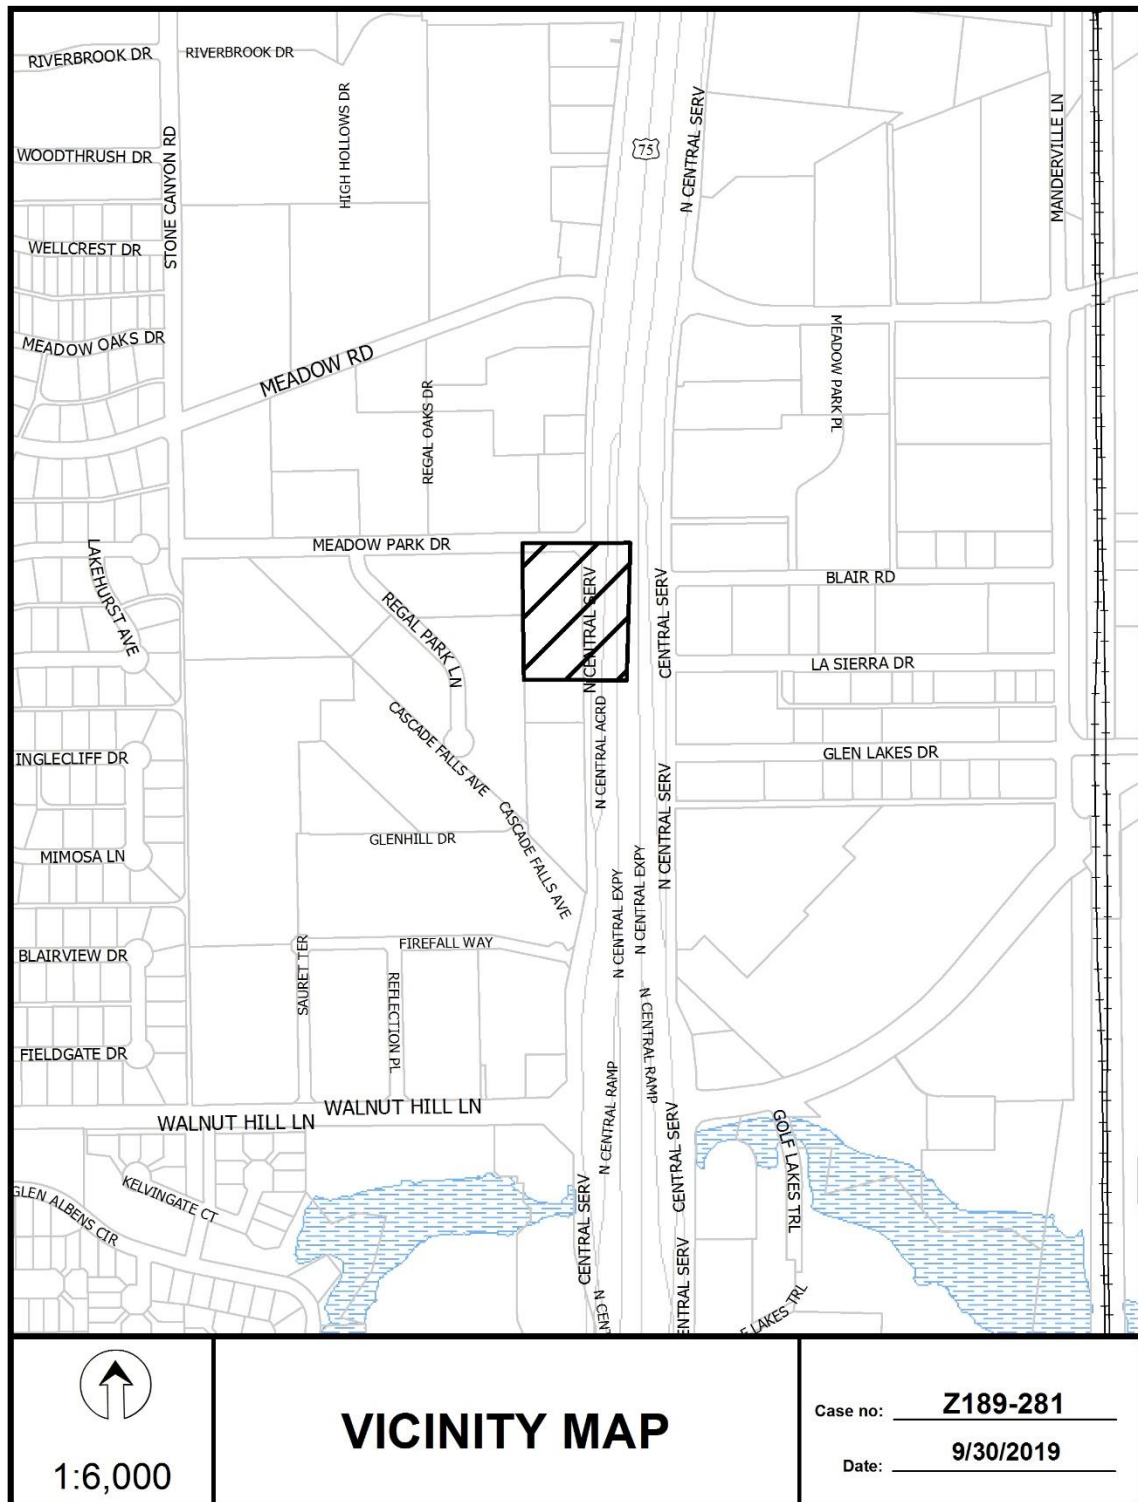 RIVERBROOK DR
RIVERBROOK DR
HIGH HOLLOWS DR
N CENTRAL SERV
MANDERVILLE LN
75
WOODTHRUSH DR
STONE CANYON RD
WELLCREST DR
MEADOW OAKS DR
MEADOW RD
MEADOW PARK PL
REGAL OAKS DR
MEADOW PARK DR
LAKEHURST AVE
REGAL PARK LN
N CENTRAL SERV
CENTRAL SERV
BLAIR RD
LA SIERRA DR
CASCADE FALLS AVE
N CENTRAL ACRD
INGLECLIFF DR
GLEN LAKES DR
N CENTRAL SERV
CASCADE FALLS AVE
GLENHILL DR
MIMOSA LN
N CENTRAL EXPY
N CENTRAL EXPY
BLAIRVIEW DR
SAURET TER
FIREFALL WAY
REFLECTION PL
N CENTRAL RAMP
FIELDGATE DR
N CENTRAL RAMP
WALNUT HILL LN
WALNUT HILL LN
CENTRAL SERV
GOLF LAKES TRL
KELVINGATE CT
GLEN ALBENS CIR
CENTRAL SERV
ENTRAL SERV
N CENT
F LAKES TRL
1:6,000
VICINITY MAP
Case no: Z189-281
Date: 9/30/2019